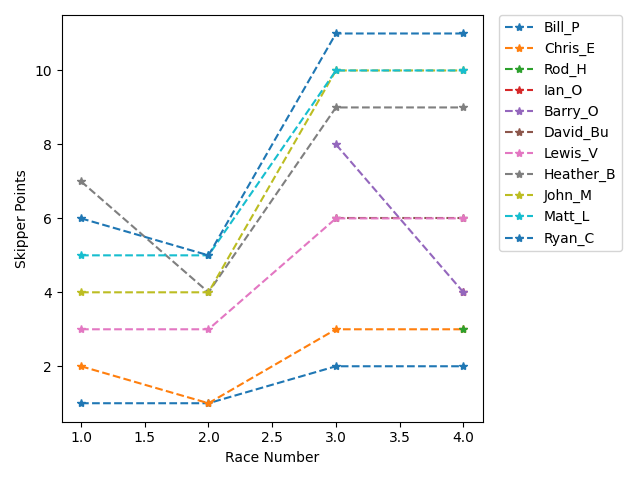 Skipper Points
10
8
6
4
2
1.0 1.5 2.0 2.5 3.0 3.5 4.0
Race Number
Bill_P
Chris_E
Rod_H
Ian_O
Barry_O
David_Bu
Lewis_V
Heather_B
John_M
Matt_L
Ryan_C